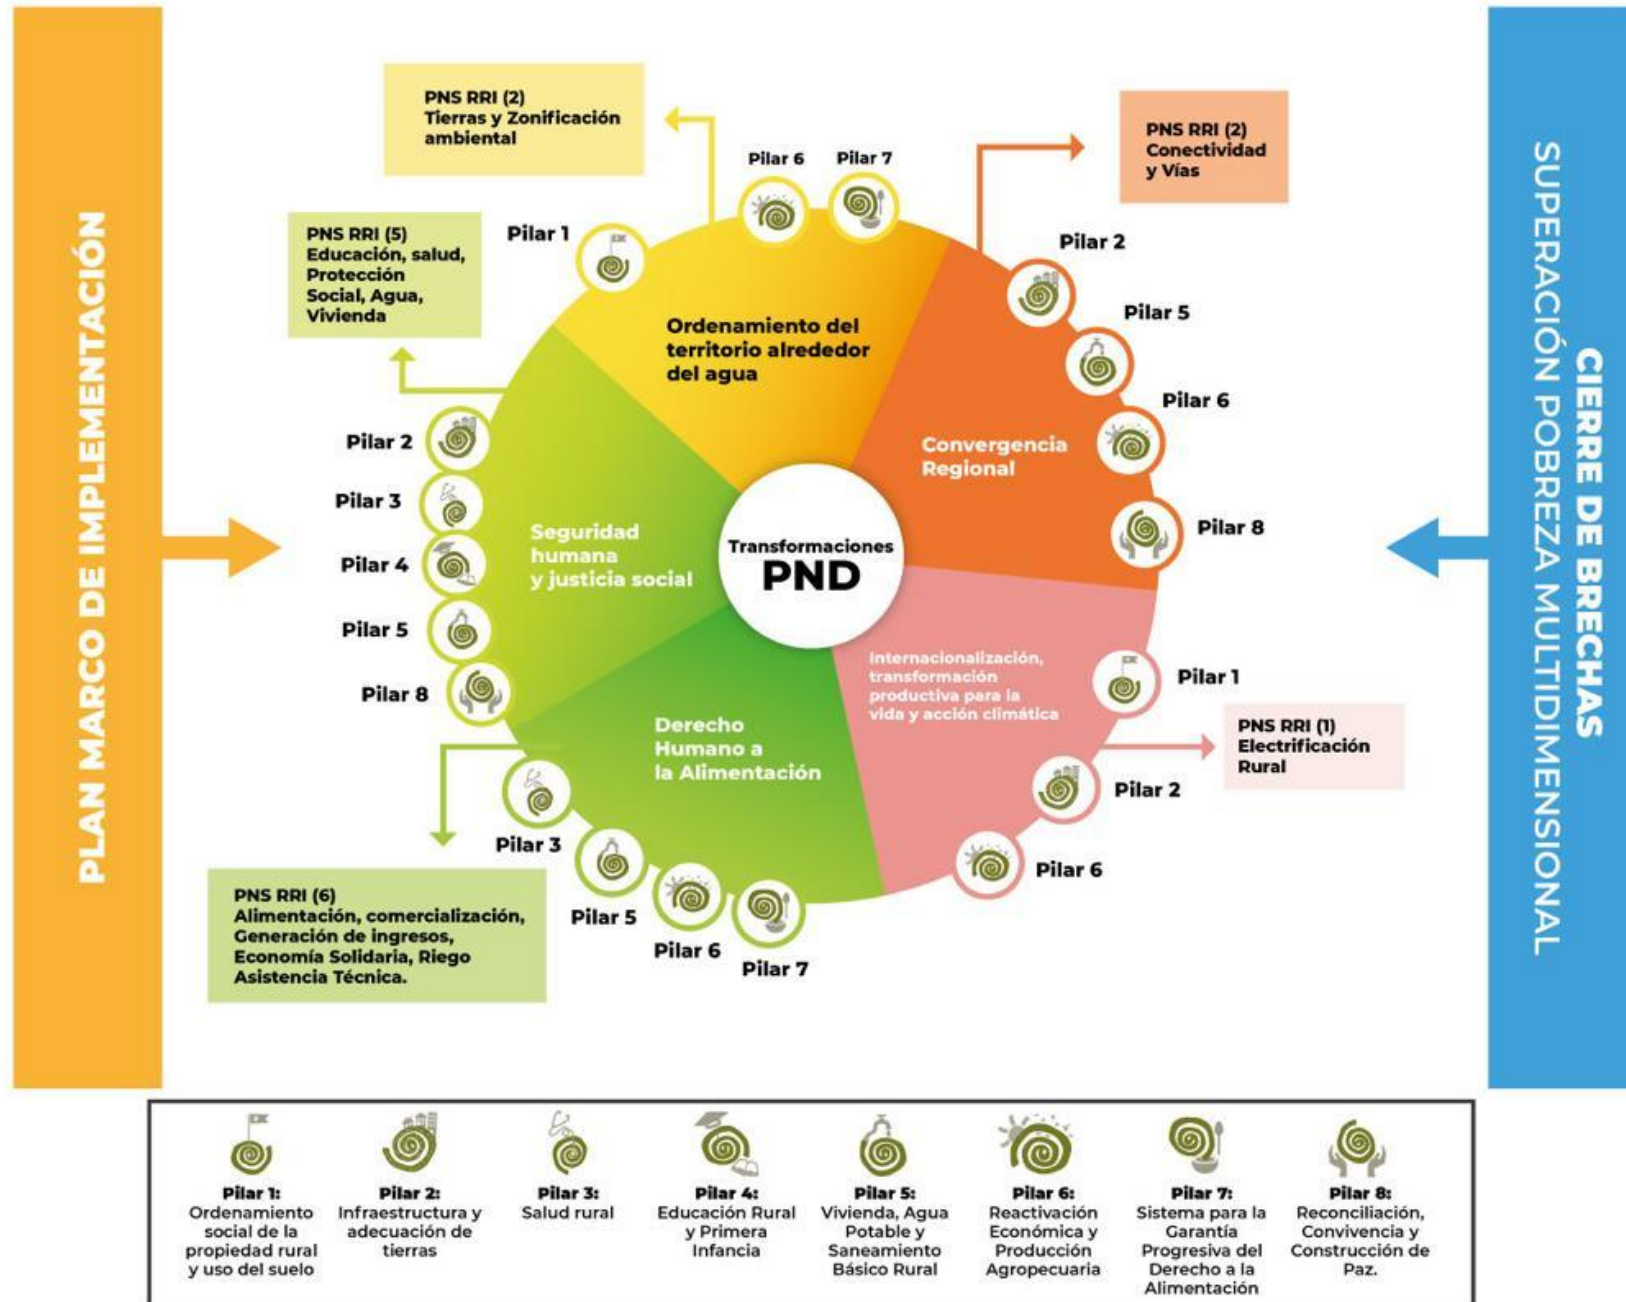 PLAN MARCO DE IMPLEMENTACIÓN
PNS RRI (2)
Tierras y Zonificación
ambiental
PNS RRI (5)
Educación, salud,
Protección
Social, Agua,
Vivienda
Pilar 1
Pilar 6
Pilar 7
PNS RRI (2)
Conectividad
y Vías
Pilar 2
Pilar 5
Pilar 6
Pilar 8
Ordenamiento del
territorio alrededor
del agua
Convergencia
Regional
Seguridad
humana
y justicia social
Transformaciones
PND
Internacionalización,
transformación
productiva para la
vida y acción climática
Derecho
Humano a
la Alimentación
Pilar 2
Pilar 3
Pilar 4
Pilar 5
Pilar 8
Pilar 1
PNS RRI (1)
Electrificación
Rural
Pilar 2
Pilar 6
Pilar 3
Pilar 5
Pilar 6
Pilar 7
PNS RRI (6)
Alimentación, comercialización,
Generación de ingresos,
Economía Solidaria, Riego
Asistencia Técnica.
CIERRE DE BRECHAS
SUPERACIÓN POBREZA MULTIDIMENSIONAL
Pilar 1:
Ordenamiento
social de la
propiedad rural
y uso del suelo
Pilar 2:
Infraestructura y
adecuación de
tierras
Pilar 3:
Salud rural
Pilar 4:
Educación Rural
y Primera
Infancia
Pilar 5:
Vivienda, Agua
Potable y
Saneamiento
Básico Rural
Pilar 6:
Reactivación
Económica y
Producción
Agropecuaria
Pilar 7:
Sistema para la
Garantía
Progresiva del
Derecho a la
Alimentación
Pilar 8:
Reconciliación,
Convivencia y
Construcción de
Paz.